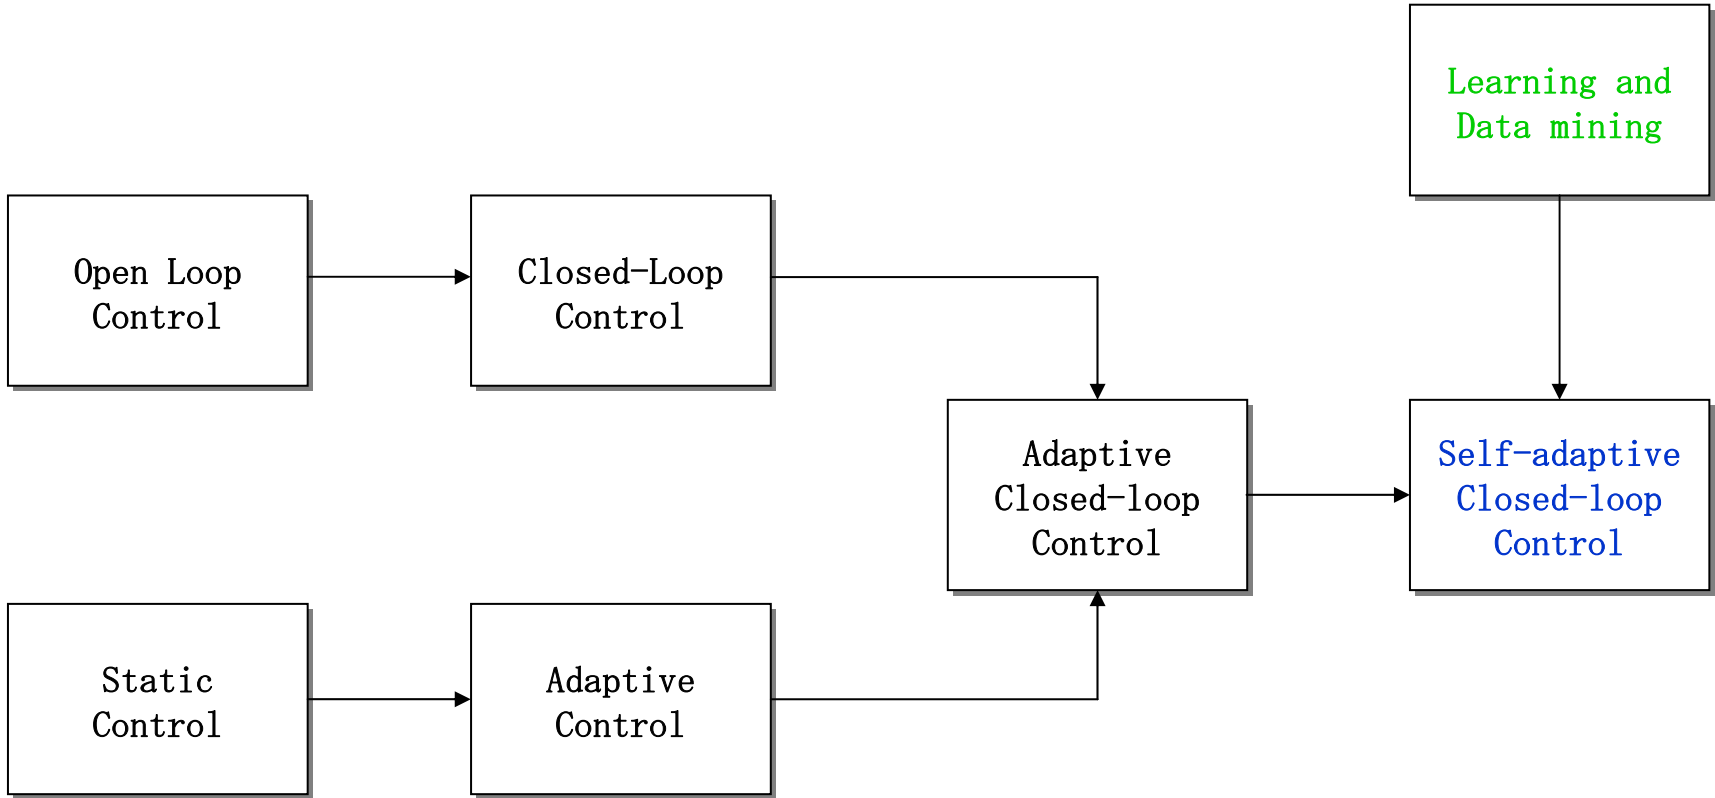 Learning and
Data mining
Open Loop
Control
Closed-Loop
Control
Adaptive
Closed-loop
Control
Self-adaptive
Closed-loop
Control
Static
Control
Adaptive
Control